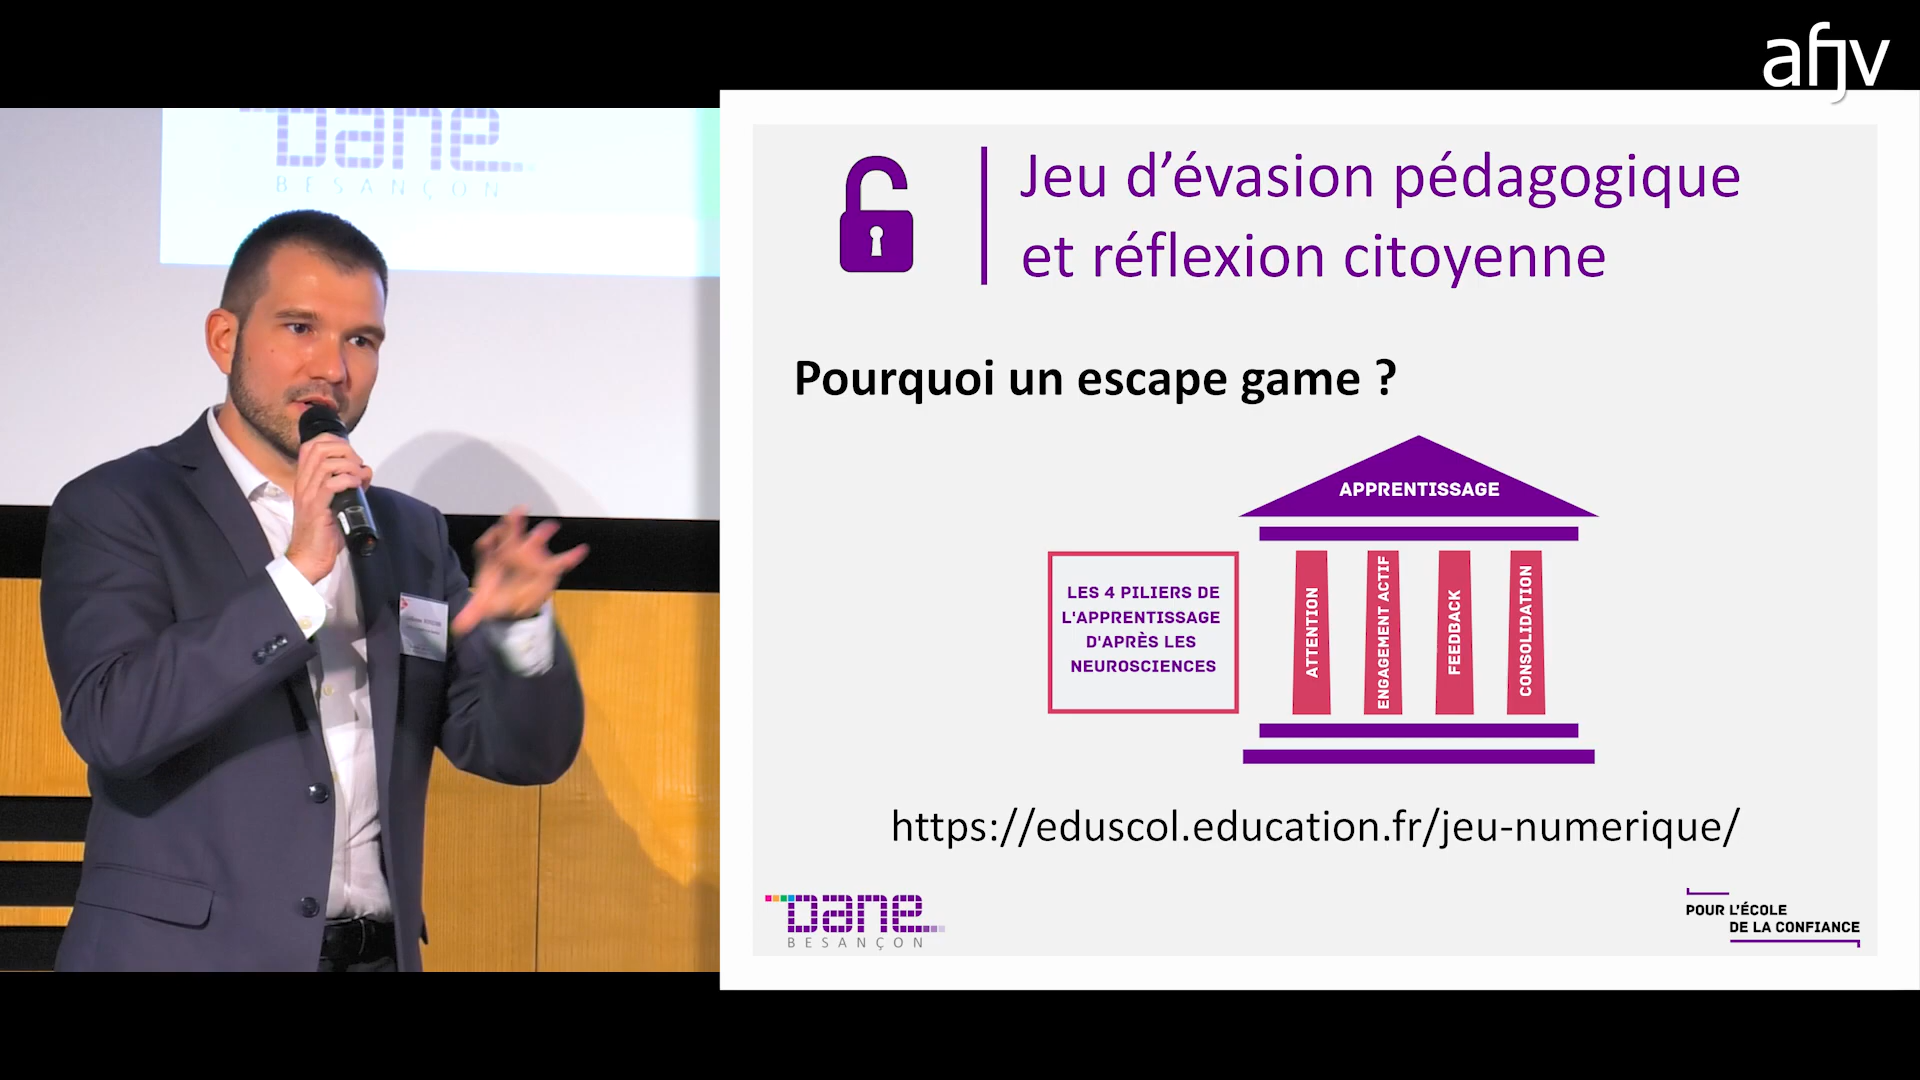 afjv
Dane
BESANÇON
Jeu d’évasion pédagogique
et réflexion citoyenne
Pourquoi un escape game ?
APPRENTISSAGE
LES 4 PILIERS DE
L'APPRENTISSAGE
D'APRÈS LES
NEUROSCIENCES
ATTENTION
ENGAGEMENT ACTIF
FEEDBACK
CONSOLIDATION
https://eduscol.education.fr/jeu-numerique/
Dane
BESANÇON
POUR L'ÉCOLE
DE LA CONFIANCE